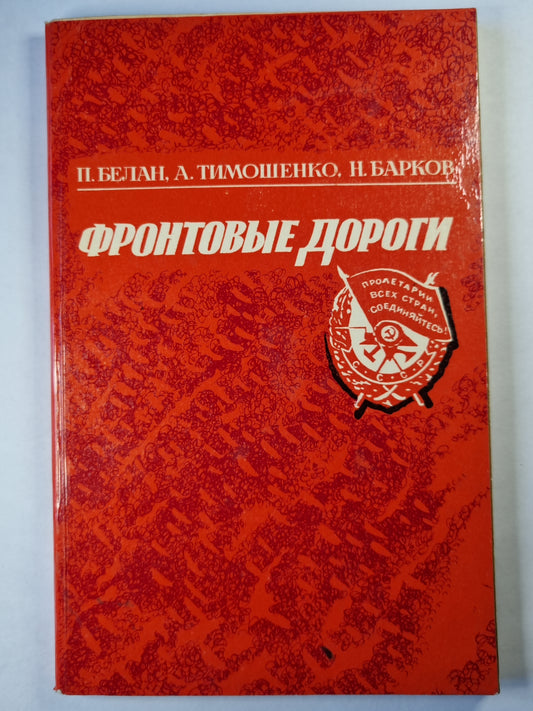 П. БЕЛАН, А. ТИМОШЕНКО, Н. БАРКОВ
ФРОНТОВЫЕ ДОРОГИ
ПРОЛЕТАРИИ
ВСЕХ СТРАН,
СОЕДИНЯЙТЕСЬ!
СССР